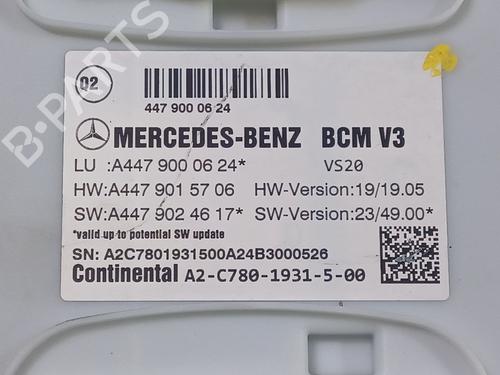 Q2
447 900 06 24
MERCEDES-BENZ BCM V3
LU :A447 900 06 24* VS20
HW:A447 901 57 06 HW-Version:19/19.05
SW:A447 902 46 17* SW-Version:23/49.00*
*valid up to potential SW update
SN: A2C7801931500A24B3000526
Continental A2-C780-1931-5-00
B-PARTS